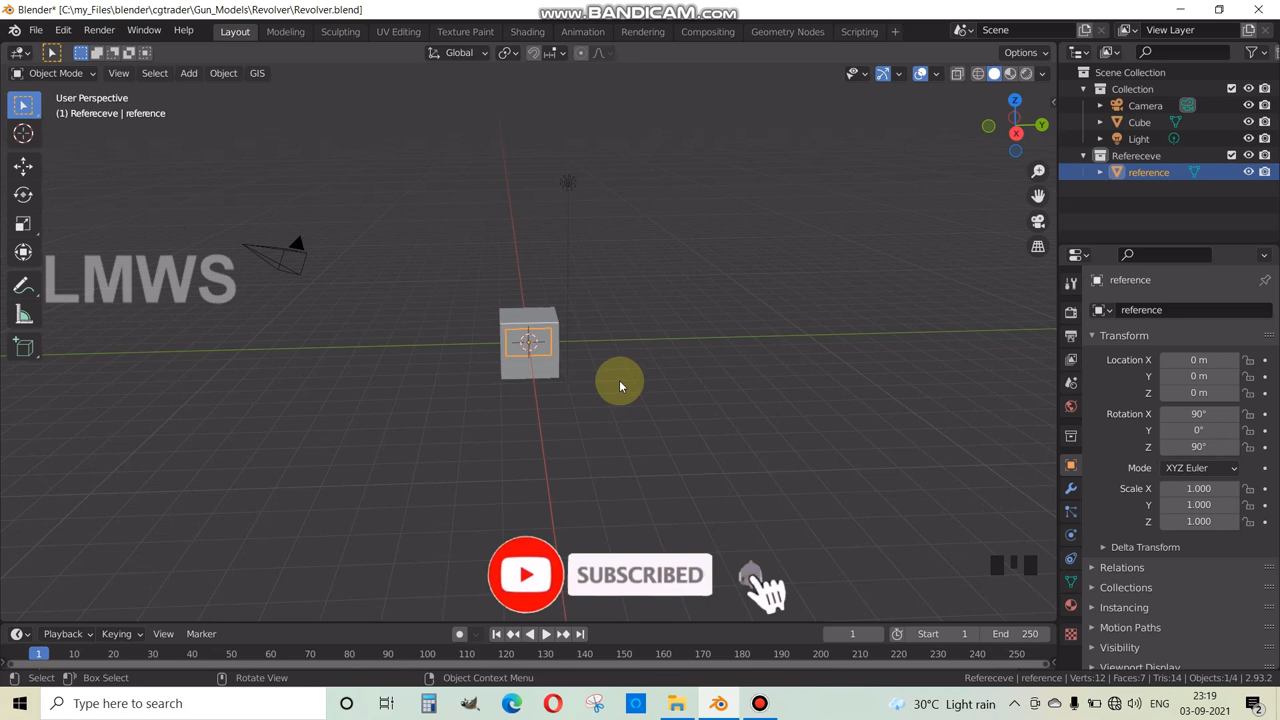 Blender* [C:\my_Files\blender\cgtrader\Gun_Models\Revolver\Revolver.blend]
www.BANDICAM.com
File Edit Render Window Help Layout Modeling Sculpting UV Editing Texture Paint Shading Animation Rendering Compositing Geometry Nodes Scripting + Scene View Layer
Global Options
Object Mode View Select Add Object GIS
User Perspective
(1) Refereceve | reference
Z
Y
X
LMWS
Scene Collection
Collection
Camera
Cube
Light
Refereceve
reference
reference
reference
Transform
Location X 0 m
Y 0 m
Z 0 m
Rotation X 90°
Y 0°
Z 90°
Mode XYZ Euler
Scale X 1.000
Y 1.000
Z 1.000
Delta Transform
Relations
Collections
Instancing
Motion Paths
Visibility
Viewport Display
SUBSCRIBED
Playback Keying View Marker 1 Start 1 End 250
1 10 20 30 40 50 60 70 80 90 100 110 120 130 140 150 160 170 180 190 200 210 220 230 240 250
Select Box Select Rotate View Object Context Menu Refereceve | reference | Verts:12 | Faces:7 | Tris:14 | Objects:1/4 | 2.93.2
Type here to search
30°C Light rain
23:19
03-09-2021
2